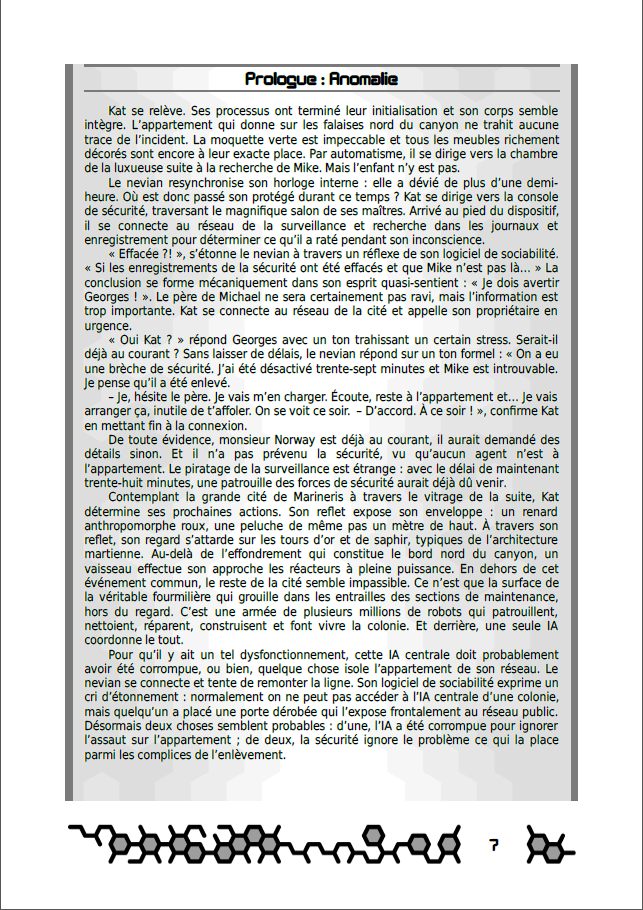 Prologue : Anomalie
Kat se relève. Ses processus ont terminé leur initialisation et son corps semble
intègre. L'appartement qui donne sur les falaises nord du canyon ne trahit aucune
trace de l'incident. La moquette verte est impeccable et tous les meubles richement
décorés sont encore à leur exacte place. Par automatisme, il se dirige vers la chambre
de la luxueuse suite à la recherche de Mike. Mais l'enfant n'y est pas.
Le nevian resynchronise son horloge interne : elle a dévié de plus d'une demi-
heure. Où est donc passé son protégé durant ce temps ? Kat se dirige vers la console
de sécurité, traversant le magnifique salon de ses maîtres. Arrivé au pied du dispositif,
il se connecte au réseau de la surveillance et recherche dans les journaux et
enregistrement pour déterminer ce qu'il a raté pendant son inconscience.
« Effacée ?! », s'étonne le nevian à travers un réflexe de son logiciel de sociabilité.
« Si les enregistrements de la sécurité ont été effacés et que Mike n'est pas là... » La
conclusion se forme mécaniquement dans son esprit quasi-sentient : « Je dois avertir
Georges ! ». Le père de Michael ne sera certainement pas ravi, mais l'information est
trop importante. Kat se connecte au réseau de la cité et appelle son propriétaire en
urgence.
« Oui Kat ? » répond Georges avec un ton trahissant un certain stress. Serait-il
déjà au courant ? Sans laisser de délais, le nevian répond sur un ton formel : « On a eu
une brèche de sécurité. J'ai été désactivé trente-sept minutes et Mike est introuvable.
Je pense qu'il a été enlevé.
– Je, hésite le père. Je vais m'en charger. Écoute, reste à l'appartement et... Je vais
arranger ça, inutile de t'affoler. On se voit ce soir. – D'accord. À ce soir ! », confirme Kat
en mettant fin à la connexion.
De toute évidence, monsieur Norway est déjà au courant, il aurait demandé des
détails sinon. Et il n'a pas prévenu la sécurité, vu qu'aucun agent n'est à
l'appartement. Le piratage de la surveillance est étrange : avec le délai de maintenant
trente-huit minutes, une patrouille des forces de sécurité aurait déjà dû venir.
Contemplant la grande cité de Marineris à travers le vitrage de la suite, Kat
détermine ses prochaines actions. Son reflet expose son enveloppe : un renard
anthropomorphe roux, une peluche de même pas un mètre de haut. À travers son
reflet, son regard s'attarde sur les tours d'or et de saphir, typiques de l'architecture
martienne. Au-delà de l'effondrement qui constitue le bord nord du canyon, un
vaisseau effectue son approche les réacteurs à pleine puissance. En dehors de cet
événement commun, le reste de la cité semble impassible. Ce n'est que la surface de
la véritable fourmilière qui grouille dans les entrailles des sections de maintenance,
hors du regard. C'est une armée de plusieurs millions de robots qui patrouillent,
nettoient, réparent, construisent et font vivre la colonie. Et derrière, une seule IA
coordonne le tout.
Pour qu'il y ait un tel dysfonctionnement, cette IA centrale doit probablement
avoir été corrompue, ou bien, quelque chose isole l'appartement de son réseau. Le
nevian se connecte et tente de remonter la ligne. Son logiciel de sociabilité exprime un
cri d'étonnement : normalement on ne peut pas accéder à l'IA centrale d'une colonie,
mais quelqu'un a placé une porte dérobée qui l'expose frontalement au réseau public.
Désormais deux choses semblent probables : d'une, l'IA a été corrompue pour ignorer
l'assaut sur l'appartement ; de deux, la sécurité ignore le problème ce qui la place
parmi les complices de l'enlèvement.
7